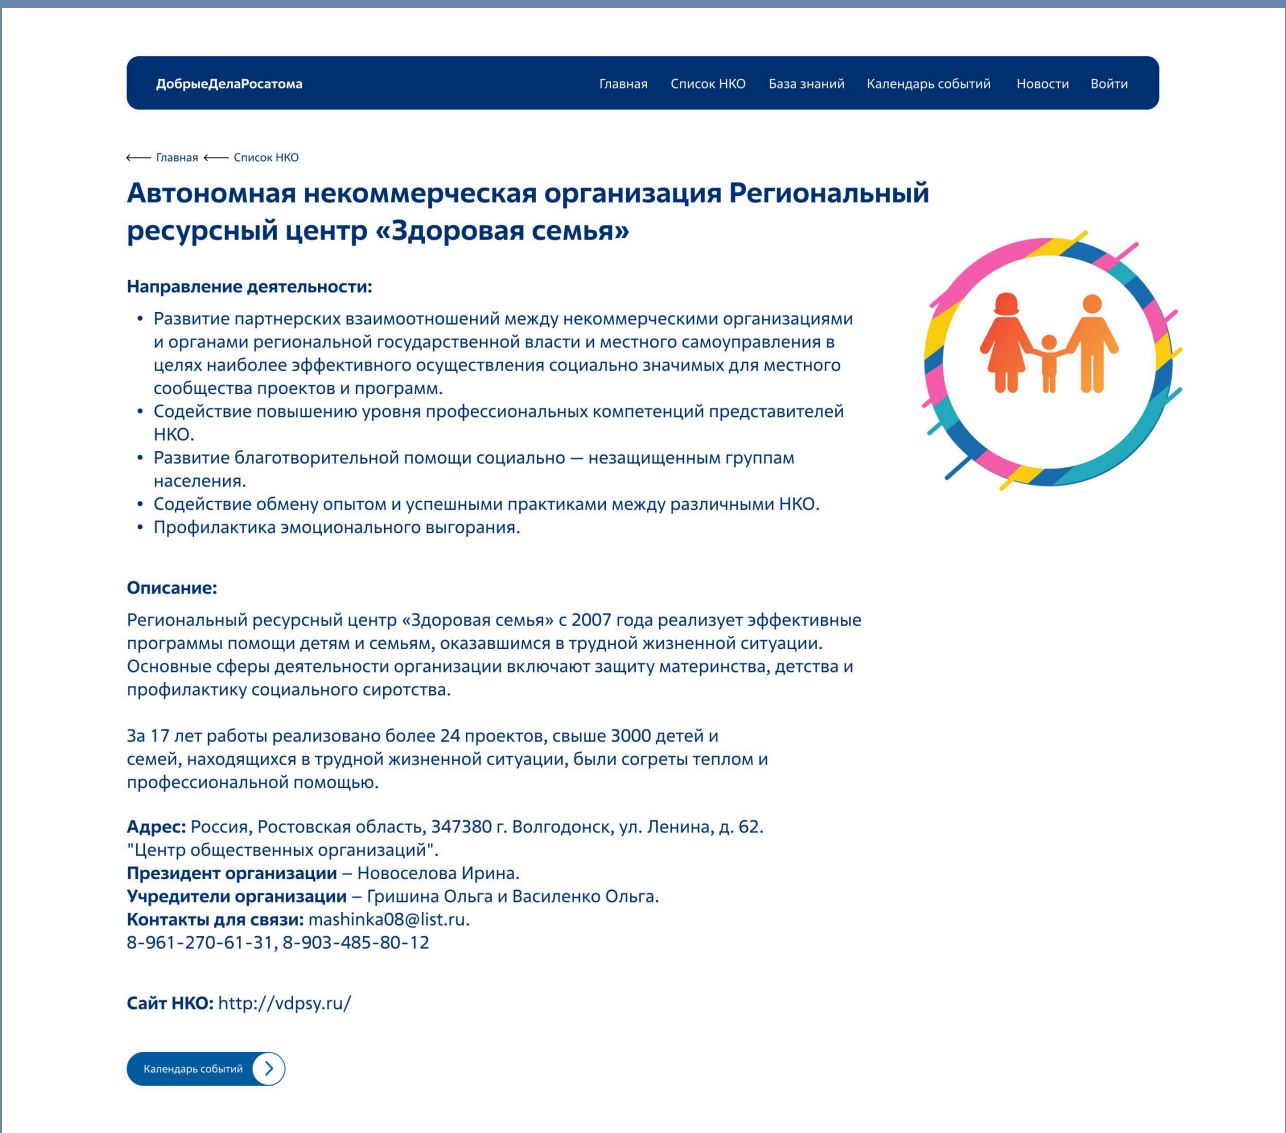 ДобрыеДелаРосатома Главная Список НКО База знаний Календарь событий Новости Войти
Главная Список НКО
Автономная некоммерческая организация Региональный
ресурсный центр «Здоровая семья»
Направление деятельности:
• Развитие партнерских взаимоотношений между некоммерческими организациями
и органами региональной государственной власти и местного самоуправления в
целях наиболее эффективного осуществления социально значимых для местного
сообщества проектов и программ.
• Содействие повышению уровня профессиональных компетенций представителей
НКО.
• Развитие благотворительной помощи социально — незащищенным группам
населения.
• Содействие обмену опытом и успешными практиками между различными НКО.
• Профилактика эмоционального выгорания.
Описание:
Региональный ресурсный центр «Здоровая семья» с 2007 года реализует эффективные
программы помощи детям и семьям, оказавшимся в трудной жизненной ситуации.
Основные сферы деятельности организации включают защиту материнства, детства и
профилактику социального сиротства.
За 17 лет работы реализовано более 24 проектов, свыше 3000 детей и
семей, находящихся в трудной жизненной ситуации, были согреты теплом и
профессиональной помощью.
Адрес: Россия, Ростовская область, 347380 г. Волгодонск, ул. Ленина, д. 62.
"Центр общественных организаций".
Президент организации – Новоселова Ирина.
Учредители организации – Гришина Ольга и Василенко Ольга.
Контакты для связи: mashinka08@list.ru.
8-961-270-61-31, 8-903-485-80-12
Сайт НКО: http://vdpsy.ru/
Календарь событий